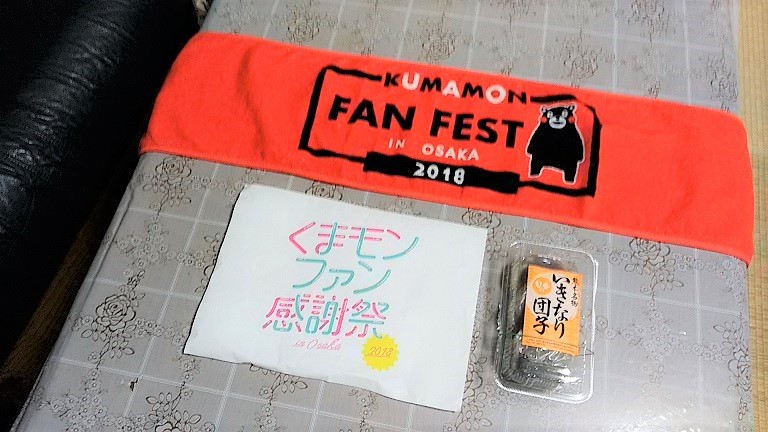 KUMAMON
FAN FEST
IN OSAKA
2018
くまモン
ファン
感謝祭
in Osaka
2018
いきなり
団子